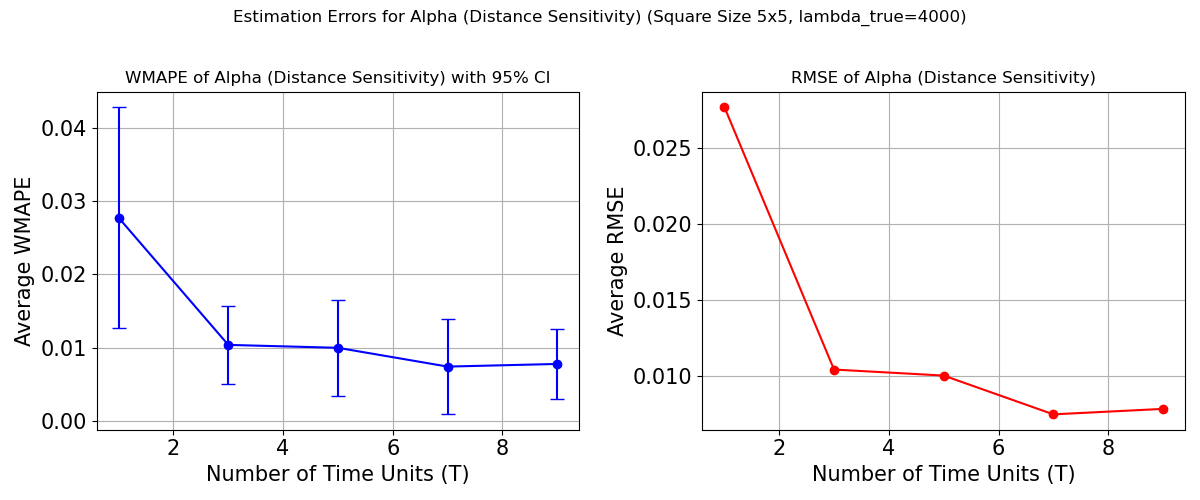 Estimation Errors for Alpha (Distance Sensitivity) (Square Size 5x5, lambda_true=4000)
WMAPE of Alpha (Distance Sensitivity) with 95% CI
Average WMAPE
0.04
0.03
0.02
0.01
0.00
2 4 6 8
Number of Time Units (T)
RMSE of Alpha (Distance Sensitivity)
Average RMSE
0.025
0.020
0.015
0.010
2 4 6 8
Number of Time Units (T)